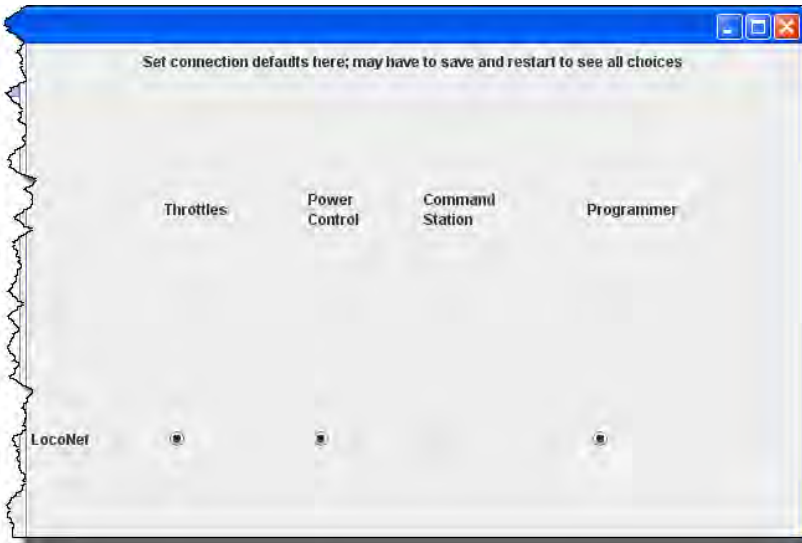 Set connection defaults here; may have to save and restart to see all choices
Throttles
Power
Control
Command
Station
Programmer
LocoNet